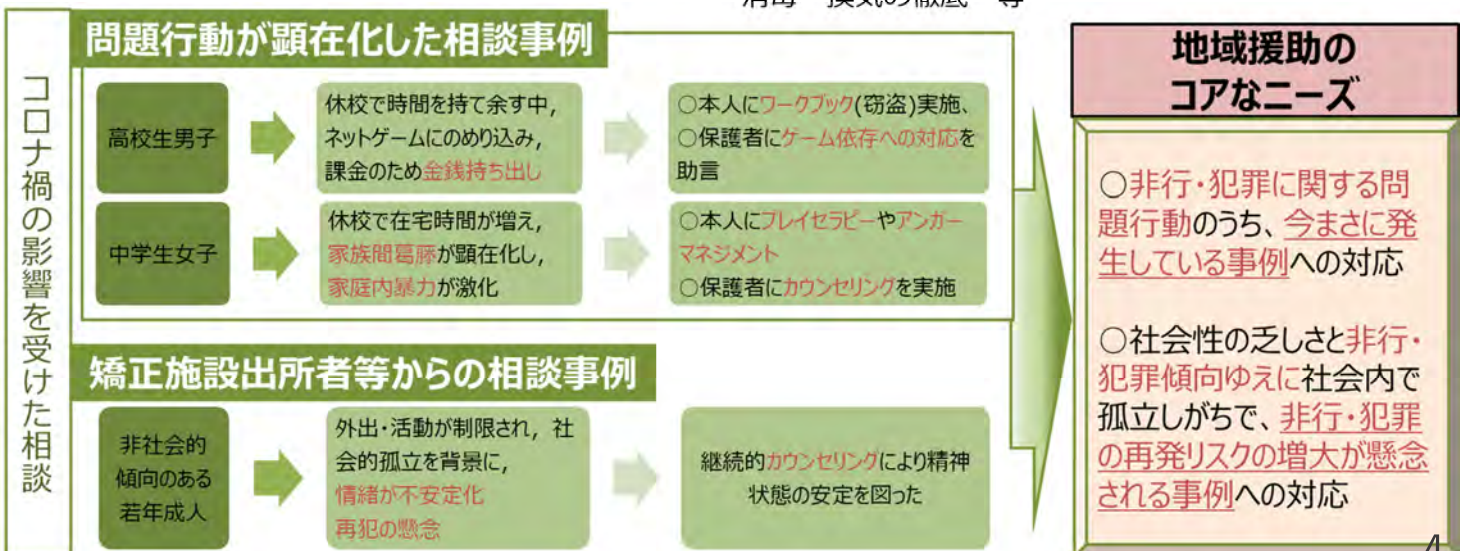 消毒・換気の徹底 等
コロナ禍の影響を受けた相談
問題行動が顕在化した相談事例
高校生男子
休校で時間を持て余す中，
ネットゲームにのめり込み，
課金のため金銭持ち出し
○本人にワークブック(窃盗)実施、
○保護者にゲーム依存への対応を
助言
中学生女子
休校で在宅時間が増え，
家族間葛藤が顕在化し，
家庭内暴力が激化
○本人にプレイセラピーやアンガー
マネジメント
○保護者にカウンセリングを実施
矯正施設出所者等からの相談事例
非社会的
傾向のある
若年成人
外出・活動が制限され，社
会的孤立を背景に，
情緒が不安定化
再犯の懸念
継続的カウンセリングにより精神
状態の安定を図った
地域援助の
コアなニーズ
○非行・犯罪に関する問
題行動のうち、今まさに発
生している事例への対応
○社会性の乏しさと非行・
犯罪傾向ゆえに社会内で
孤立しがちで、非行・犯罪
の再発リスクの増大が懸念
される事例への対応
4